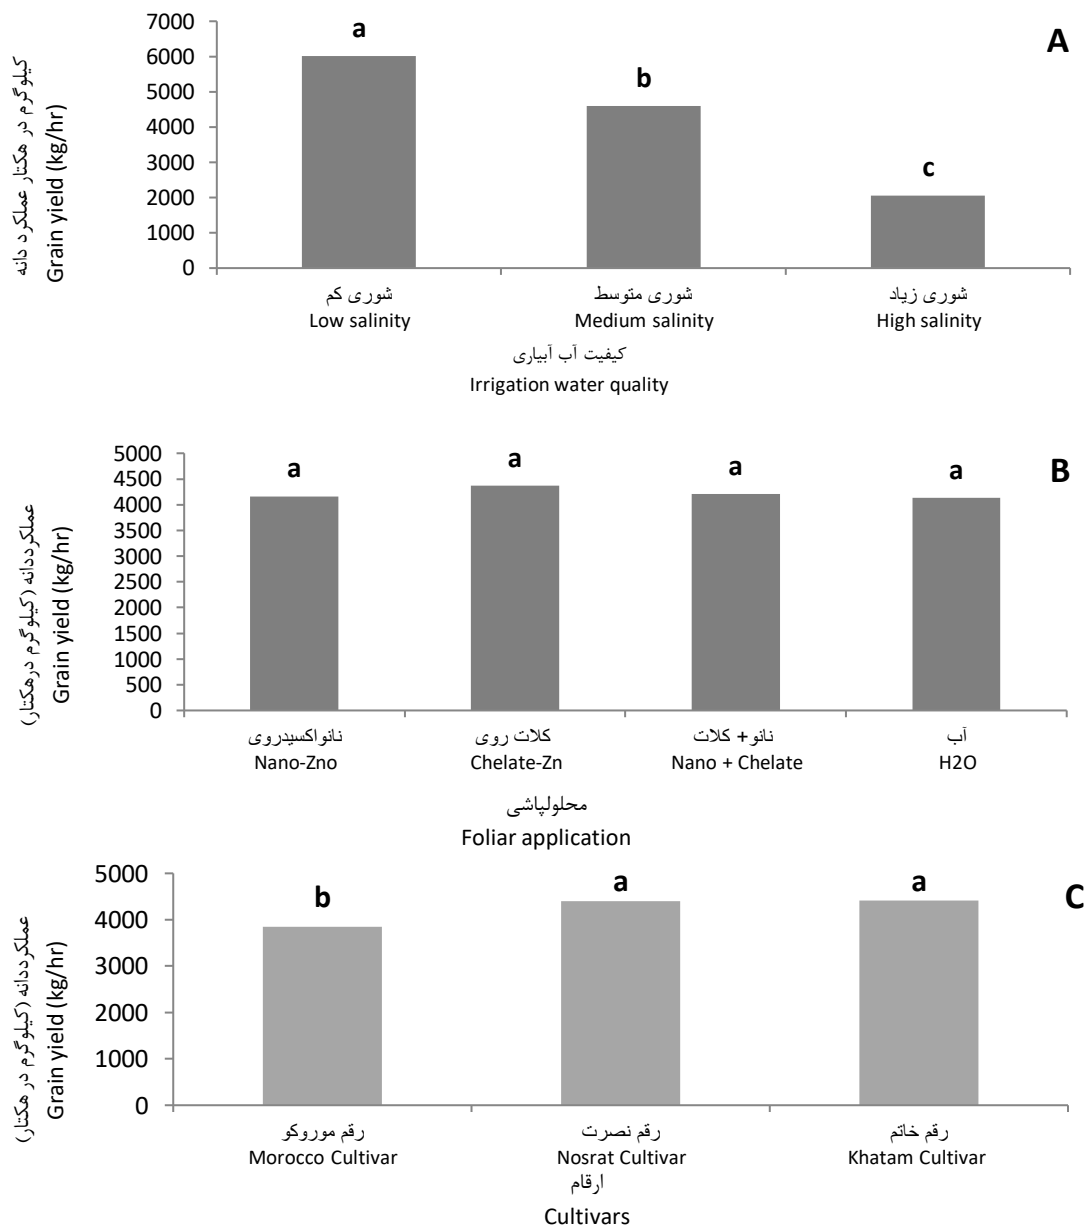 A
کیلوگرم در هکتار عملکرد دانه
Grain yield (kg/hr)
7000
6000
5000
4000
3000
2000
1000
0
a
b
c
شوری کم
شوری متوسط
شوری زیاد
Low salinity
Medium salinity
High salinity
کیفیت آب آبیاری
Irrigation water quality
B
عملکرددانه (کیلوگرم درهکتار)
Grain yield (kg/hr)
5000
4500
4000
3500
3000
2500
2000
1500
1000
500
0
a
a
a
a
نانواکسیدروی
کلات روی
نانو+ کلات
آب
Nano-Zno
Chelate-Zn
Nano + Chelate
H2O
محلولپاشی
Foliar application
C
عملکرددانه (کیلوگرم در هکتار)
Grain yield (kg/hr)
5000
4000
3000
2000
1000
0
b
a
a
رقم موروکو
رقم نصرت
رقم خاتم
Morocco Cultivar
Nosrat Cultivar
Khatam Cultivar
ارقام
Cultivars